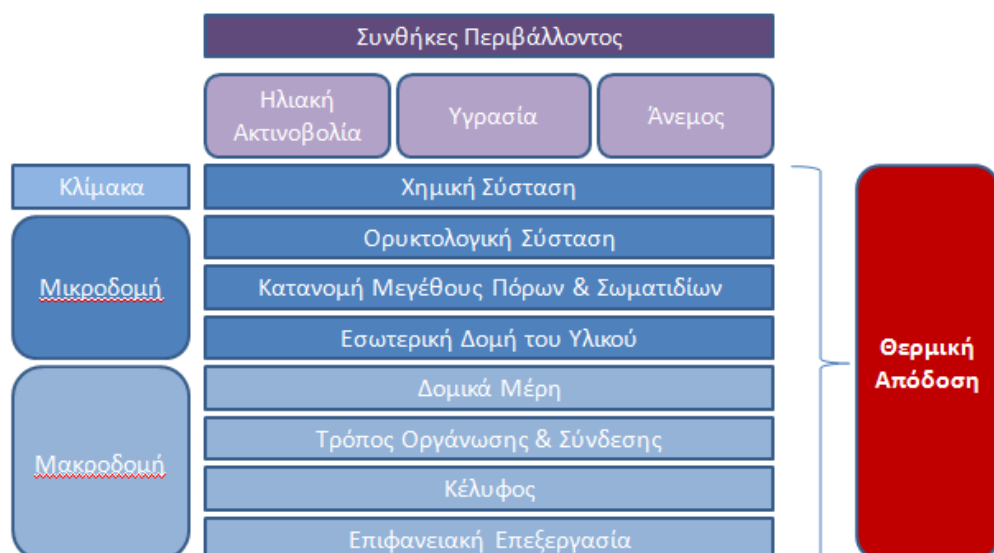 Συνθήκες Περιβάλλοντος
Ηλιακή
Ακτινοβολία
Υγρασία
Άνεμος
Κλίμακα
Χημική Σύσταση
Ορυκτολογική Σύσταση
Μικροδομή
Κατανομή Μεγέθους Πόρων & Σωματιδίων
Εσωτερική Δομή του Υλικού
Θερμική
Απόδοση
Δομικά Μέρη
Τρόπος Οργάνωσης & Σύνδεσης
Μακροδομή
Κέλυφος
Επιφανειακή Επεξεργασία